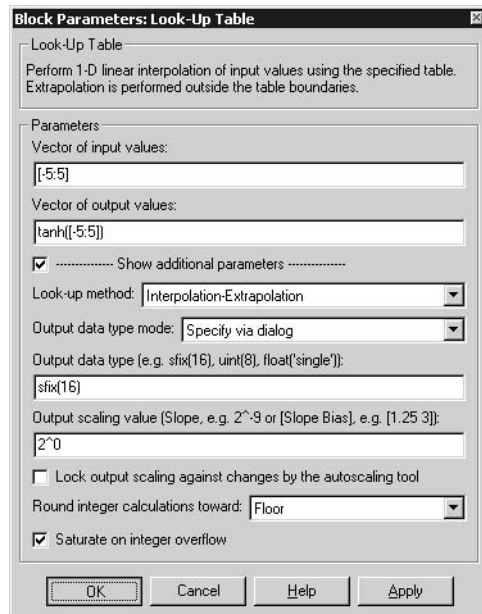 Block Parameters: Look-Up Table
Look-Up Table
Perform 1-D linear interpolation of input values using the specified table.
Extrapolation is performed outside the table boundaries.
Parameters
Vector of input values:
[-5:5]
Vector of output values:
tanh([-5:5])
--------------- Show additional parameters ---------------
Look-up method: Interpolation-Extrapolation
Output data type mode: Specify via dialog
Output data type (e.g. sfix(16), uint(8), float('single')):
sfix(16)
Output scaling value (Slope, e.g. 2^-9 or [Slope Bias], e.g. [1.25 3]):
2^0
Lock output scaling against changes by the autoscaling tool
Round integer calculations toward: Floor
Saturate on integer overflow
OK Cancel Help Apply